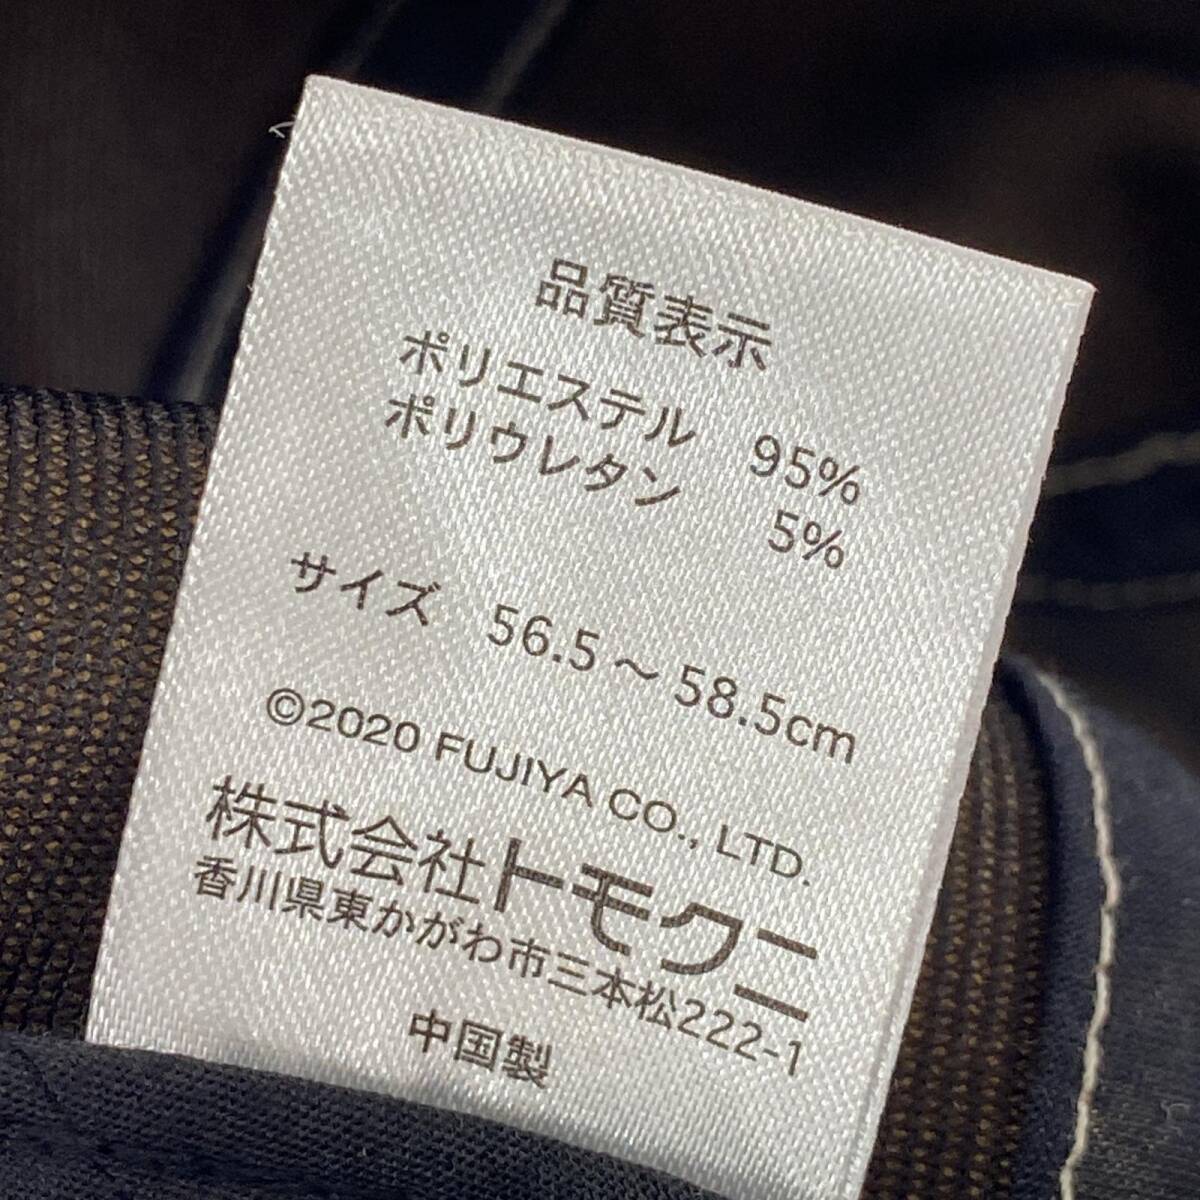 品質表示
ポリエステル 95%
ポリウレタン 5%
サイズ 56.5～58.5cm
©2020 FUJIYA CO., LTD.
株式会社トモクニ
香川県東かがわ市三本松222-1
中国製